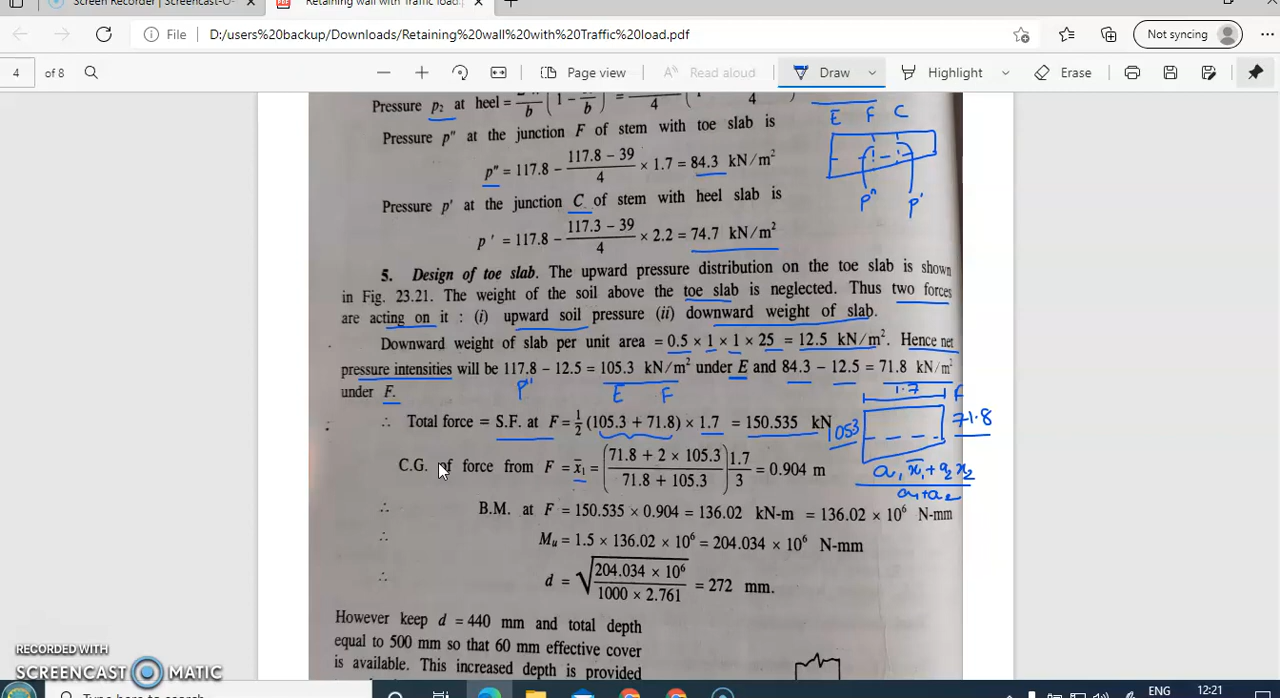 Screen Recorder | Screencast-O-
Retaining wall with Traffic load.
File D:/users%20backup/Downloads/Retaining%20wall%20with%20Traffic%20load.pdf Not syncing
4 of 8 Page view Read aloud Draw Highlight Erase
Pressure p₂ at heel =
E F C
Pressure p" at the junction F of stem with toe slab is
p" = 117.8 − (117.8 − 39)/4 × 1.7 = 84.3 kN/m²
p" p'
Pressure p' at the junction C of stem with heel slab is
p' = 117.8 − (117.3 − 39)/4 × 2.2 = 74.7 kN/m²
5. Design of toe slab. The upward pressure distribution on the toe slab is shown
in Fig. 23.21. The weight of the soil above the toe slab is neglected. Thus two forces
are acting on it : (i) upward soil pressure (ii) downward weight of slab.
Downward weight of slab per unit area = 0.5 × 1 × 1 × 25 = 12.5 kN/m². Hence net
pressure intensities will be 117.8 − 12.5 = 105.3 kN/m² under E and 84.3 − 12.5 = 71.8 kN/m²
under F.
P" E F
1.7 F
∴ Total force = S.F. at F = ½ (105.3 + 71.8) × 1.7 = 150.535 kN
1053 71.8
C.G. of force from F = x̄₁ = ((71.8 + 2 × 105.3)/(71.8 + 105.3)) 1.7/3 = 0.904 m
a₁x̄₁ + a₂x₂
a₁+a₂
∴ B.M. at F = 150.535 × 0.904 = 136.02 kN-m = 136.02 × 10⁶ N-mm
∴ Mᵤ = 1.5 × 136.02 × 10⁶ = 204.034 × 10⁶ N-mm
∴ d = √((204.034 × 10⁶)/(1000 × 2.761)) = 272 mm.
However keep d = 440 mm and total depth
equal to 500 mm so that 60 mm effective cover
is available. This increased depth is provided
RECORDED WITH
SCREENCAST MATIC
Type here to search
ENG 12:21